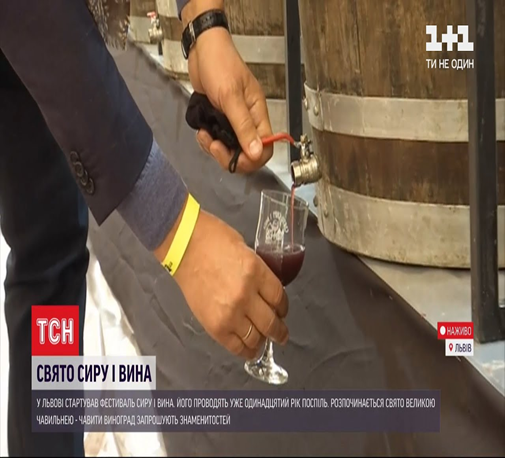 1+1
ТИ НЕ ОДИН
НАЖИВО
ЛЬВІВ
ТСН
СВЯТО СИРУ І ВИНА
У ЛЬВОВІ СТАРТУВАВ ФЕСТИВАЛЬ СИРУ І ВИНА. ЙОГО ПРОВОДЯТЬ УЖЕ ОДИНАДЦЯТИЙ РІК ПОСПІЛЬ. РОЗПОЧИНАЄТЬСЯ СВЯТО ВЕЛИКОЮ
ЧАВИЛЬНЕЮ - ЧАВИТИ ВИНОГРАД ЗАПРОШУЮТЬ ЗНАМЕНИТОСТЕЙ